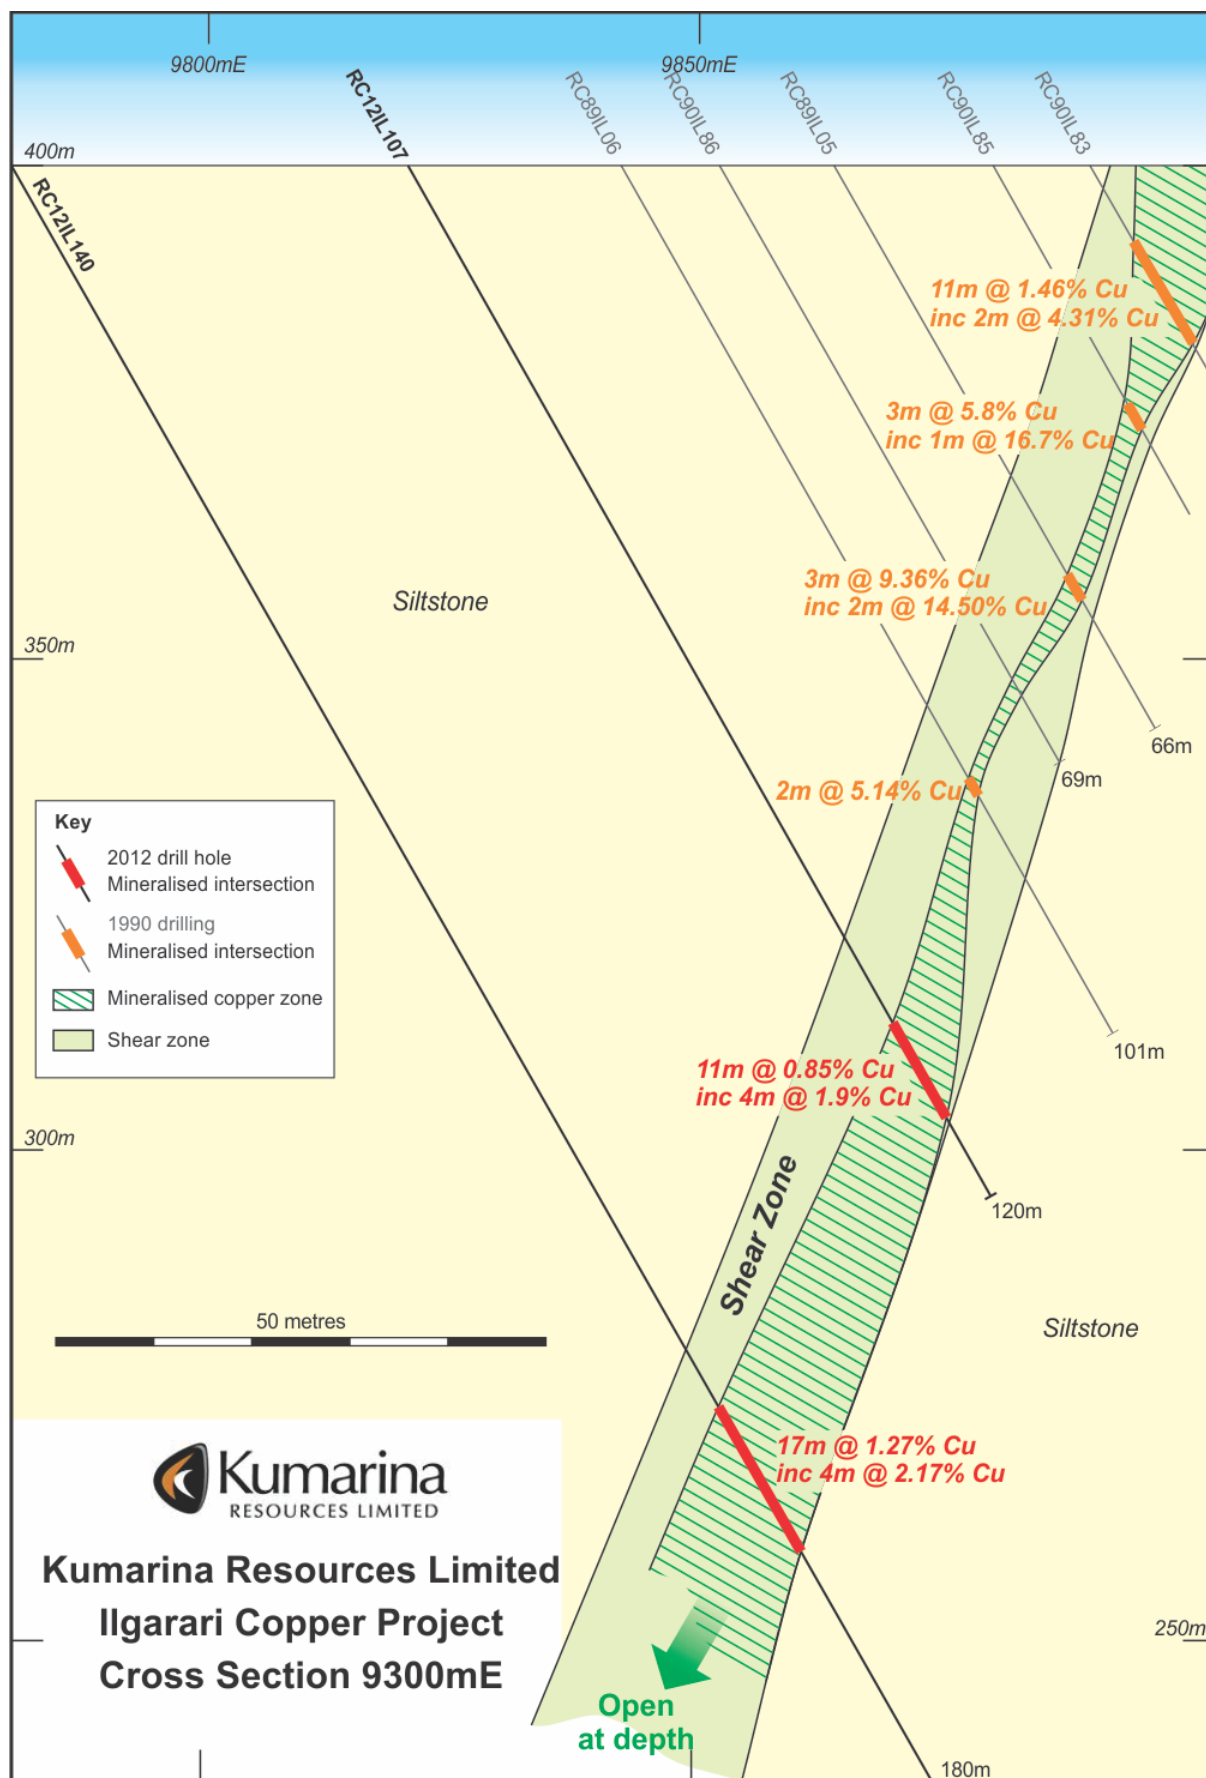 9800mE
9850mE
RC12IL140
RC12IL107
RC89IL06
RC90IL86
RC89IL05
RC90IL85
RC90IL83
400m
11m @ 1.46% Cu
inc 2m @ 4.31% Cu
3m @ 5.8% Cu
inc 1m @ 16.7% Cu
3m @ 9.36% Cu
inc 2m @ 14.50% Cu
Siltstone
350m
66m
69m
2m @ 5.14% Cu
Key
2012 drill hole
Mineralised intersection
1990 drilling
Mineralised intersection
Mineralised copper zone
Shear zone
101m
11m @ 0.85% Cu
inc 4m @ 1.9% Cu
300m
120m
Shear Zone
50 metres
Siltstone
17m @ 1.27% Cu
inc 4m @ 2.17% Cu
Kumarina
RESOURCES LIMITED
Kumarina Resources Limited
Ilgarari Copper Project
Cross Section 9300mE
250m
Open
at depth
180m